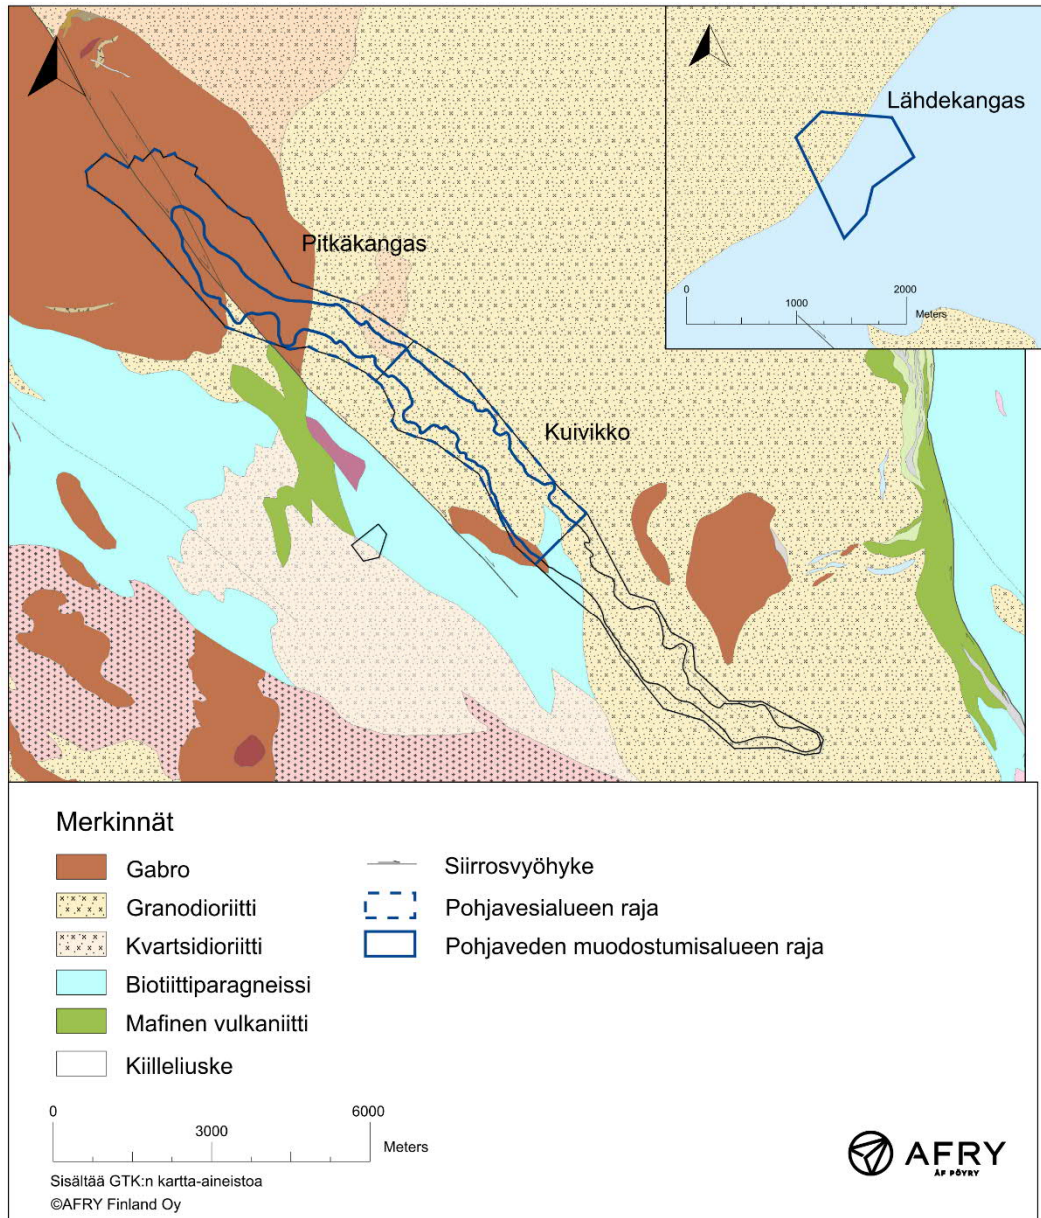 Lähdekangas
0
1000
2000
Meters
Pitkäkangas
Kuivikko
Merkinnät
Gabro
Granodioriitti
Kvartsidioriitti
Biotiittiparagneissi
Mafinen vulkaniitti
Kiilleliuske
Siirrosvyöhyke
Pohjavesialueen raja
Pohjaveden muodostumisalueen raja
0
3000
6000
Meters
Sisältää GTK:n kartta-aineistoa
©AFRY Finland Oy
AFRY
ÅF PÖYRY